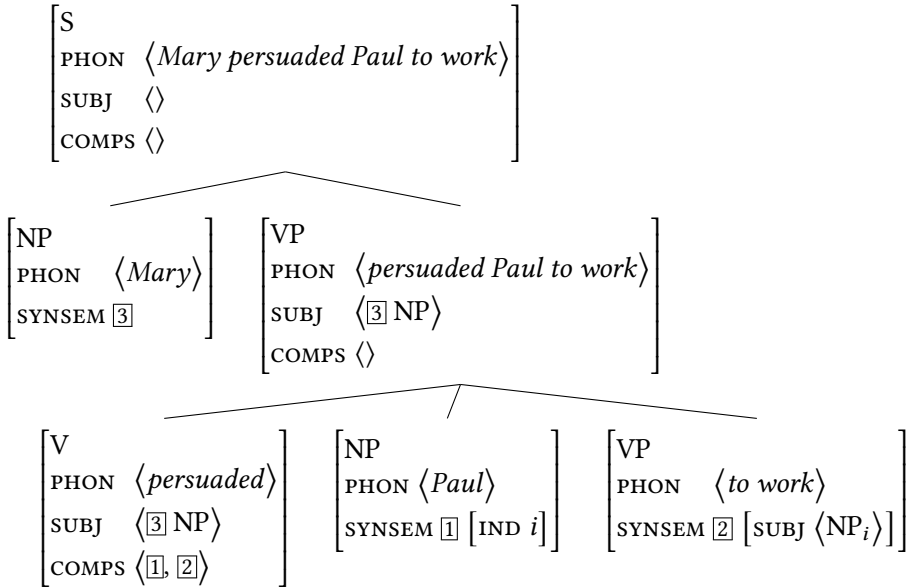 S
PHON ⟨Mary persuaded Paul to work⟩
SUBJ ⟨⟩
COMPS ⟨⟩
NP
PHON ⟨Mary⟩
SYNSEM 3
VP
PHON ⟨persuaded Paul to work⟩
SUBJ ⟨3 NP⟩
COMPS ⟨⟩
V
PHON ⟨persuaded⟩
SUBJ ⟨3 NP⟩
COMPS ⟨1, 2⟩
NP
PHON ⟨Paul⟩
SYNSEM 1 [IND i]
VP
PHON ⟨to work⟩
SYNSEM 2 [SUBJ ⟨NPi⟩]